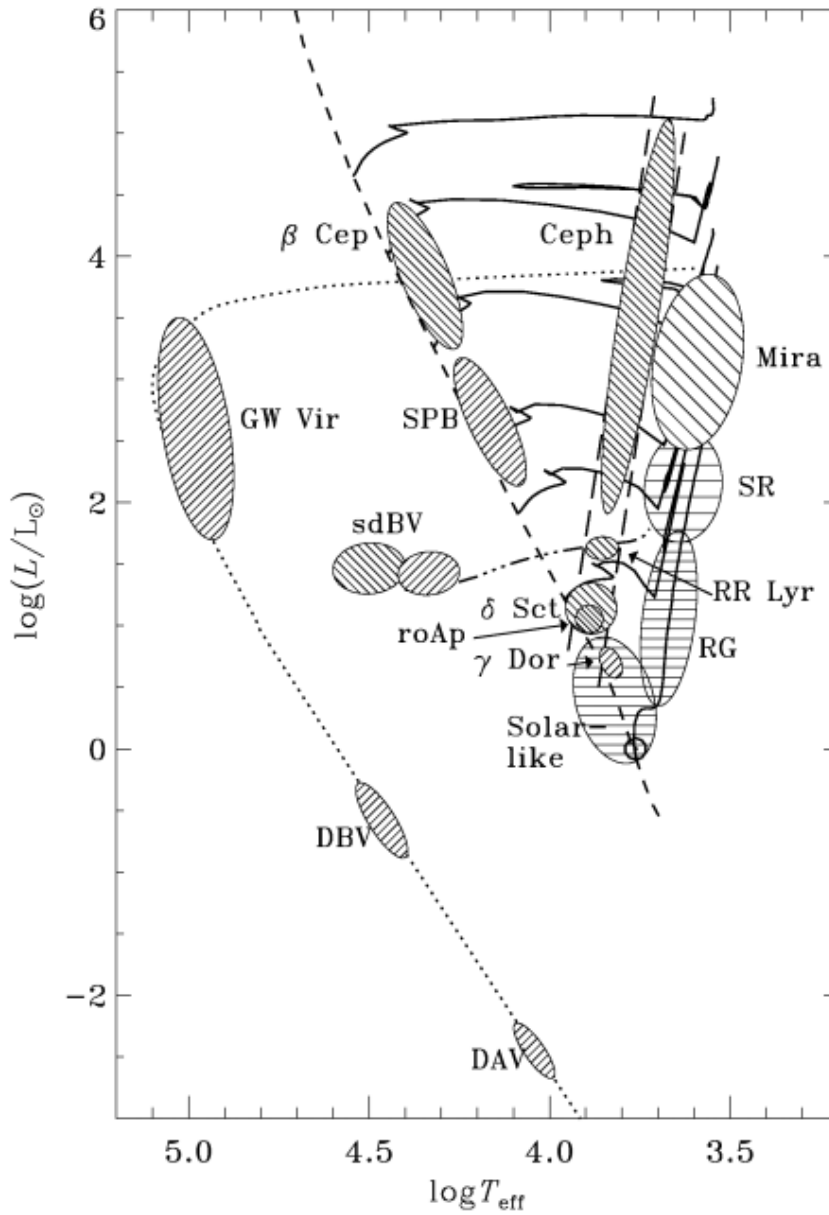 6
β Cep
Ceph
4
GW Vir
SPB
Mira
SR
2
sdBV
RR Lyr
δ Sct
roAp
γ Dor
RG
Solar−
like
0
DBV
−2
DAV
log(L/L☉)
5.0 4.5 4.0 3.5
log T_eff